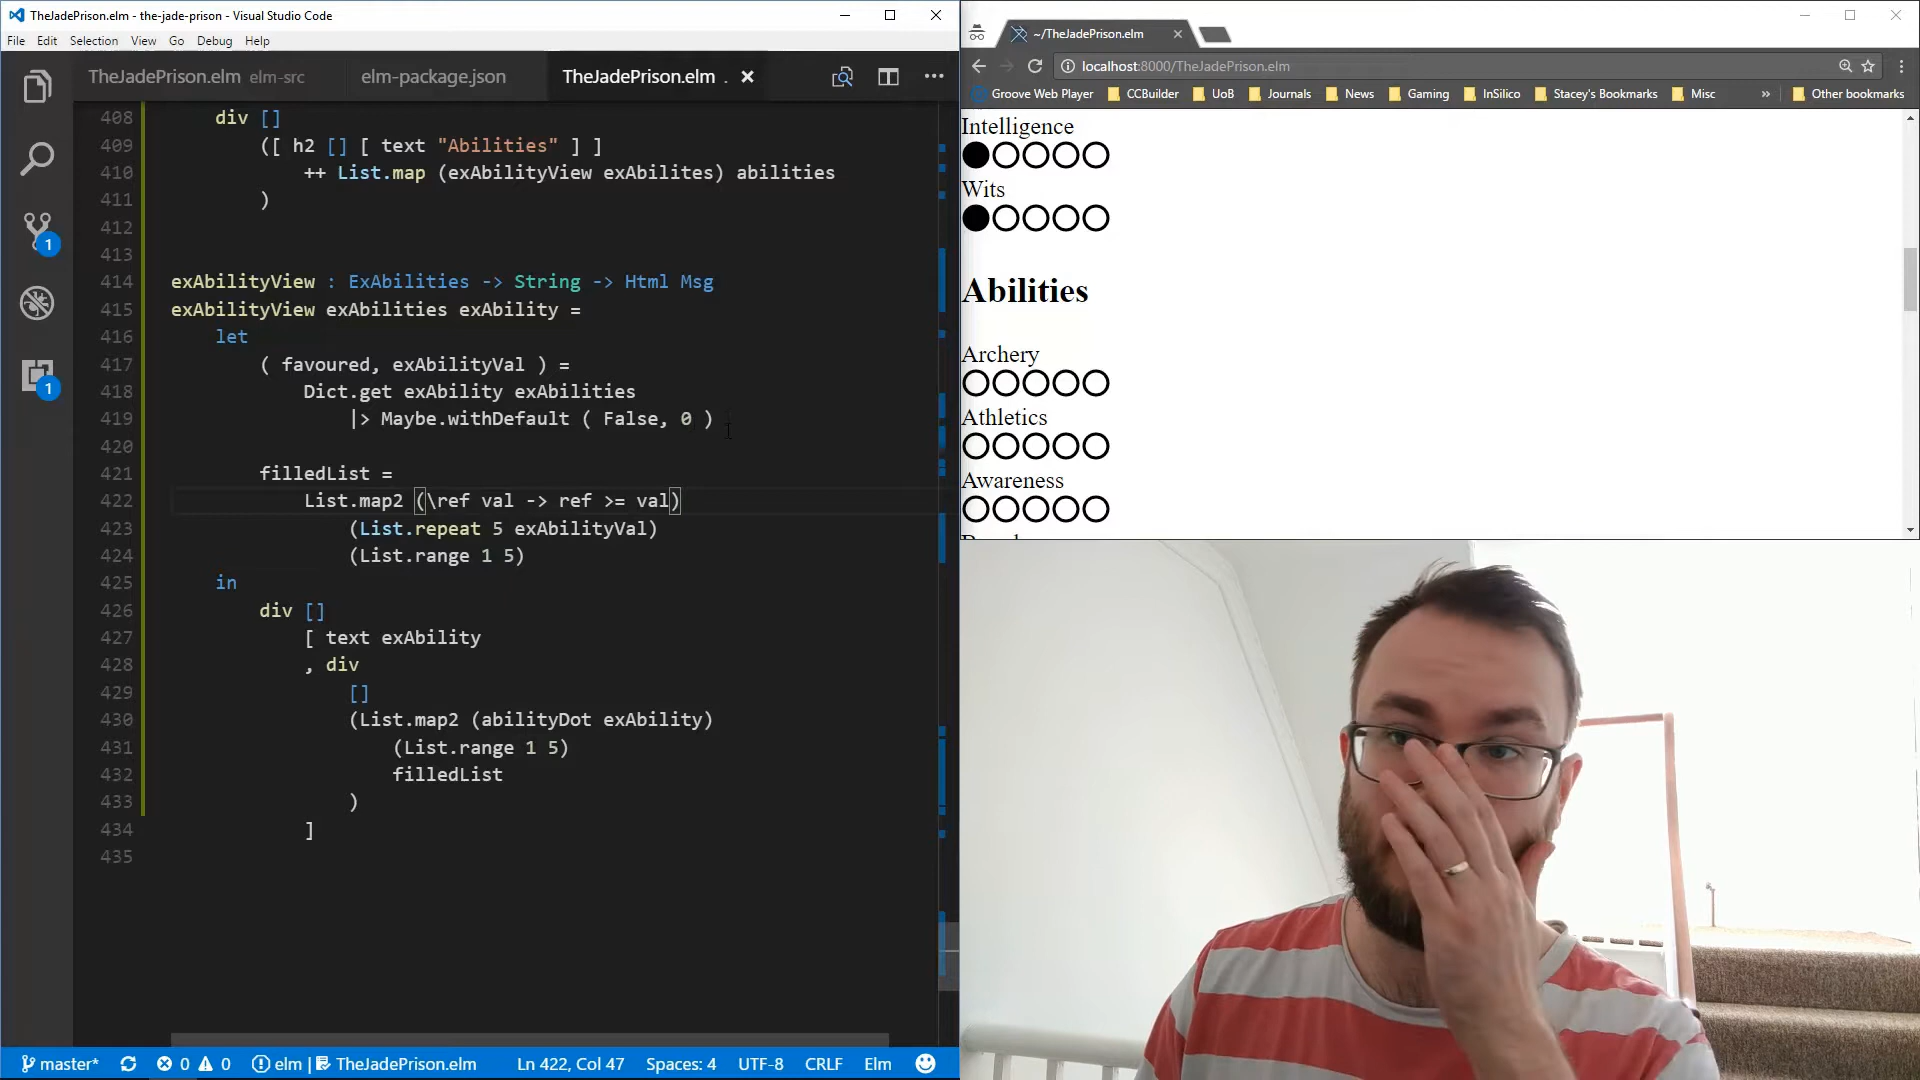 TheJadePrison.elm - the-jade-prison - Visual Studio Code
File Edit Selection View Go Debug Help
TheJadePrison.elm elm-src elm-package.json TheJadePrison.elm .
408 div []
409 ([ h2 [] [ text "Abilities" ] ]
410 ++ List.map (exAbilityView exAbilites) abilities
411 )
412
413
414 exAbilityView : ExAbilities -> String -> Html Msg
415 exAbilityView exAbilities exAbility =
416 let
417 ( favoured, exAbilityVal ) =
418 Dict.get exAbility exAbilities
419 |> Maybe.withDefault ( False, 0 )
420
421 filledList =
422 List.map2 (\ref val -> ref >= val)
423 (List.repeat 5 exAbilityVal)
424 (List.range 1 5)
425 in
426 div []
427 [ text exAbility
428 , div
429 []
430 (List.map2 (abilityDot exAbility)
431 (List.range 1 5)
432 filledList
433 )
434 ]
435
1
1
master* 0 0 elm | TheJadePrison.elm Ln 422, Col 47 Spaces: 4 UTF-8 CRLF Elm
~/TheJadePrison.elm
localhost:8000/TheJadePrison.elm
Groove Web Player CCBuilder UoB Journals News Gaming InSilico Stacey's Bookmarks Misc » Other bookmarks
Intelligence
Wits
Abilities
Archery
Athletics
Awareness